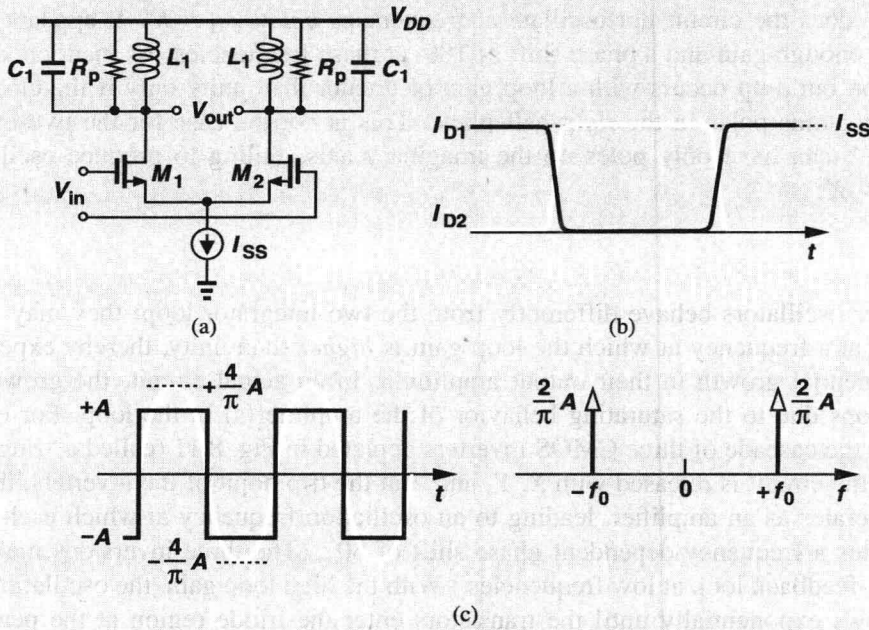 V_DD
C_1 R_p L_1 L_1 R_p C_1
V_out
M_1 M_2
V_in
I_SS
(a)
I_D1 I_SS
I_D2
t
(b)
+A + 4/π A
−A − 4/π A
t
2/π A 2/π A
−f_0 0 +f_0 f
(c)